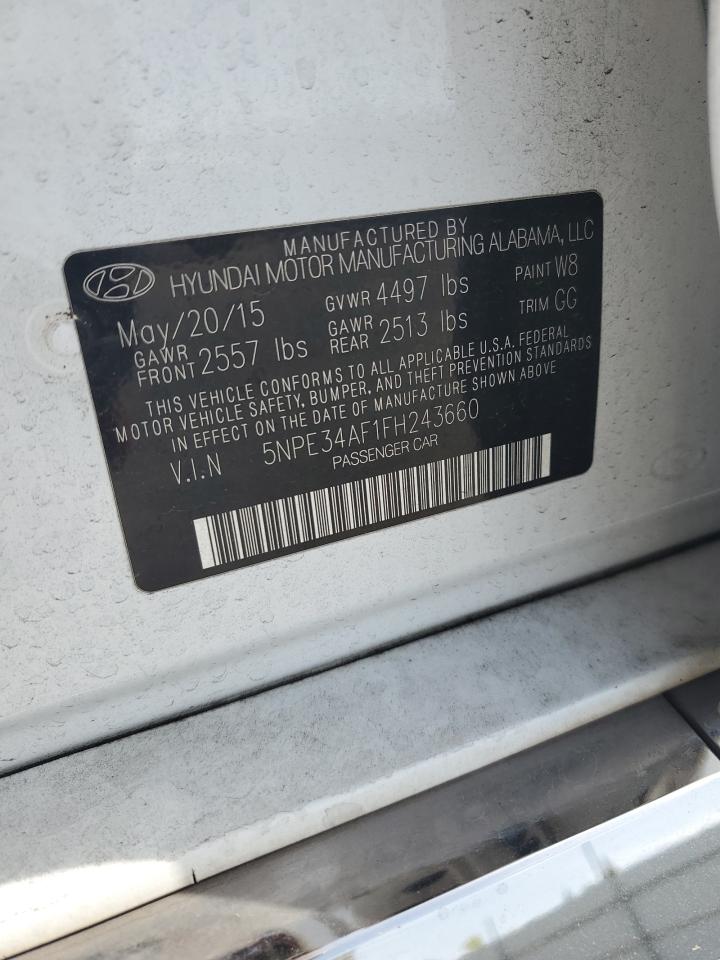 MANUFACTURED BY
HYUNDAI MOTOR MANUFACTURING ALABAMA, LLC
May/20/15 GVWR 4497 lbs PAINT W8
GAWR FRONT 2557 lbs GAWR REAR 2513 lbs TRIM GG
THIS VEHICLE CONFORMS TO ALL APPLICABLE U.S.A. FEDERAL
MOTOR VEHICLE SAFETY, BUMPER, AND THEFT PREVENTION STANDARDS
IN EFFECT ON THE DATE OF MANUFACTURE SHOWN ABOVE
V.I.N 5NPE34AF1FH243660
PASSENGER CAR